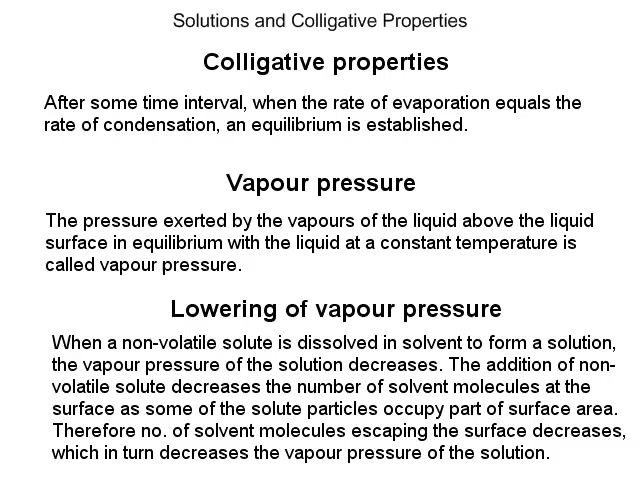 Solutions and Colligative Properties
Colligative properties
After some time interval, when the rate of evaporation equals the
rate of condensation, an equilibrium is established.
Vapour pressure
The pressure exerted by the vapours of the liquid above the liquid
surface in equilibrium with the liquid at a constant temperature is
called vapour pressure.
Lowering of vapour pressure
When a non-volatile solute is dissolved in solvent to form a solution,
the vapour pressure of the solution decreases. The addition of non-
volatile solute decreases the number of solvent molecules at the
surface as some of the solute particles occupy part of surface area.
Therefore no. of solvent molecules escaping the surface decreases,
which in turn decreases the vapour pressure of the solution.